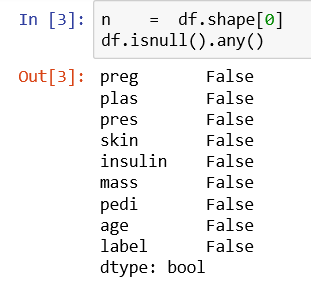 In [3]: n    =  df.shape[0]
df.isnull().any()
Out[3]: preg       False
plas       False
pres       False
skin       False
insulin    False
mass       False
pedi       False
age        False
label      False
dtype: bool